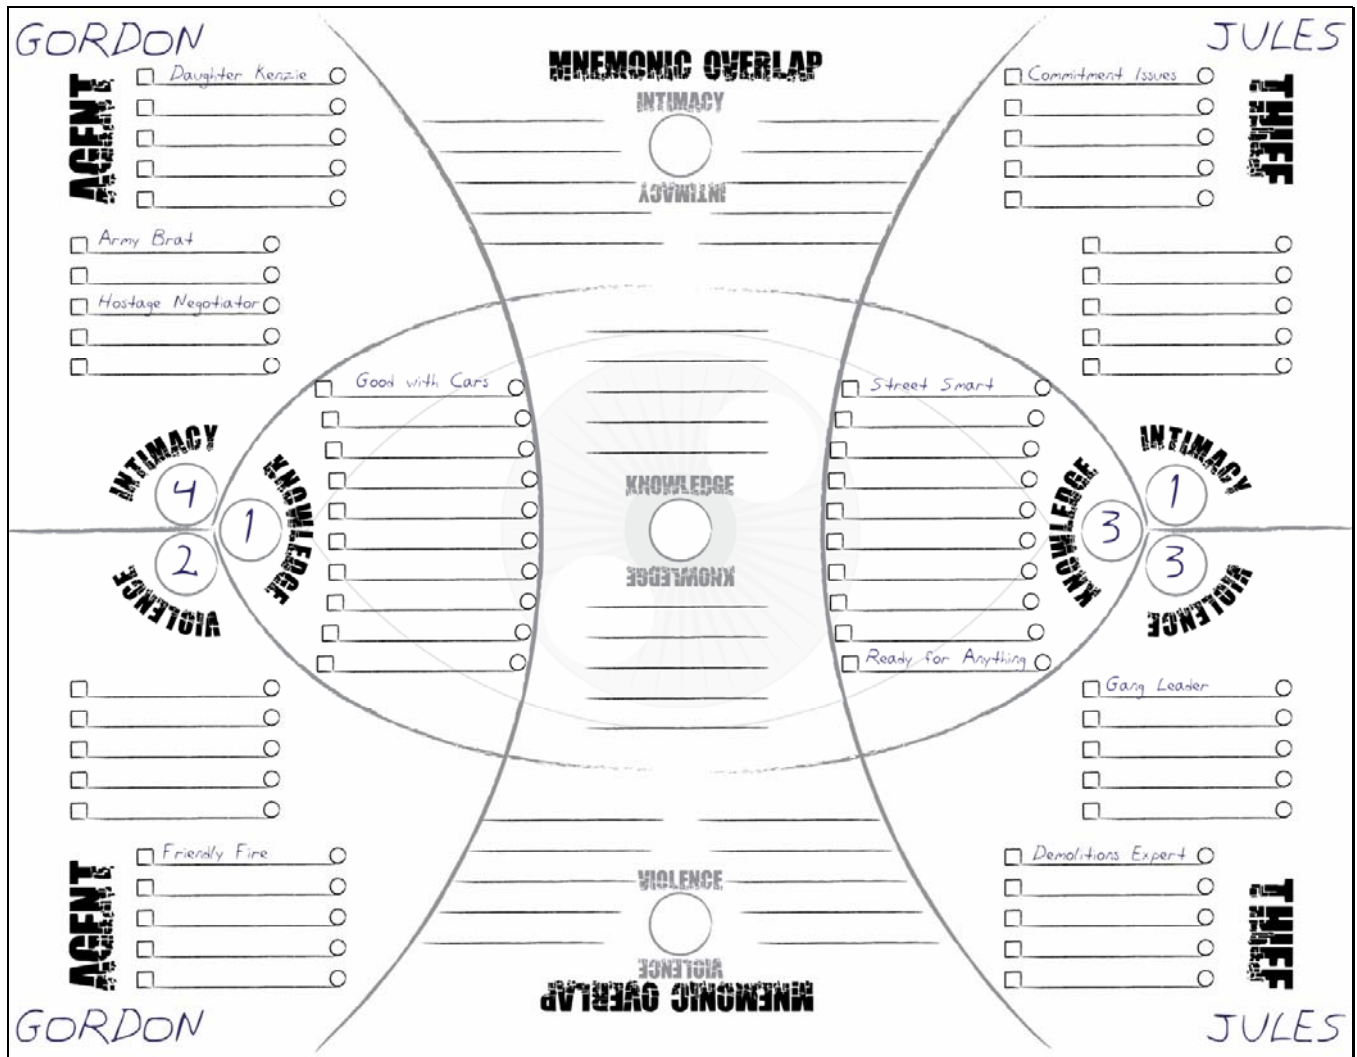 GORDON
JULES
MNEMONIC OVERLAP
INTIMACY
AGENT
Daughter Kenzie
Commitment Issues
THIEF
INTIMACY
Army Brat
Hostage Negotiator
Good with Cars
Street Smart
INTIMACY
4
KNOWLEDGE
1
2
VIOLENCE
KNOWLEDGE
KNOWLEDGE
INTIMACY
1
KNOWLEDGE
3
3
VIOLENCE
Ready for Anything
Gang Leader
AGENT
Friendly Fire
VIOLENCE
Demolitions Expert
THIEF
VIOLENCE
MNEMONIC OVERLAP
GORDON
JULES